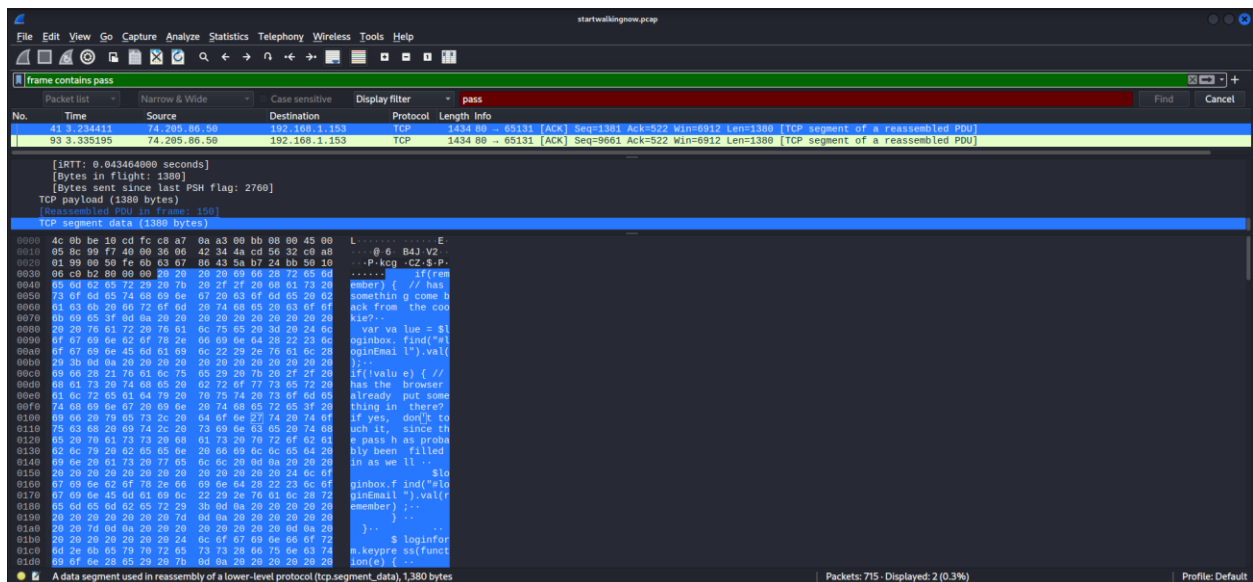 startwalkingnow.pcap
File Edit View Go Capture Analyze Statistics Telephony Wireless Tools Help
frame contains pass
Packet list Narrow & Wide Case sensitive Display filter pass Find Cancel
No. Time Source Destination Protocol Length Info
41 3.234411 74.205.86.50 192.168.1.153 TCP 1434 80 → 65131 [ACK] Seq=1381 Ack=522 Win=6912 Len=1380 [TCP segment of a reassembled PDU]
93 3.335195 74.205.86.50 192.168.1.153 TCP 1434 80 → 65131 [ACK] Seq=9661 Ack=522 Win=6912 Len=1380 [TCP segment of a reassembled PDU]
[iRTT: 0.043464000 seconds]
[Bytes in flight: 1380]
[Bytes sent since last PSH flag: 2760]
TCP payload (1380 bytes)
[Reassembled PDU in frame: 150]
TCP segment data (1380 bytes)
0000 4c 0b be 10 cd fc c8 a7 0a a3 00 bb 08 00 45 00 L·······  ······E·
0010 05 8c 99 f7 40 00 36 06 42 34 4a cd 56 32 c0 a8 ····@·6· B4J·V2··
0020 01 99 00 50 fe 6b 63 67 86 43 5a b7 24 bb 50 10 ···P·kcg ·CZ·$·P·
0030 06 c0 b2 80 00 00 20 20 20 20 69 66 28 72 65 6d ······   if(rem
0040 65 6d 62 65 72 29 20 7b 20 2f 2f 20 68 61 73 20 ember) {  // has
0050 73 6f 6d 65 74 68 69 6e 67 20 63 6f 6d 65 20 62 somethin g come b
0060 61 63 6b 20 66 72 6f 6d 20 74 68 65 20 63 6f 6f ack from  the coo
0070 6b 69 65 3f 0d 0a 20 20 20 20 20 20 20 20 20 20 kie?··
0080 20 20 76 61 72 20 76 61 6c 75 65 20 3d 20 24 6c   var va lue = $l
0090 6f 67 69 6e 62 6f 78 2e 66 69 6e 64 28 22 23 6c oginbox. find("#l
00a0 6f 67 69 6e 45 6d 61 69 6c 22 29 2e 76 61 6c 28 oginEmai l").val(
00b0 29 3b 0d 0a 20 20 20 20 20 20 20 20 20 20 20 20 );··
00c0 69 66 28 21 76 61 6c 75 65 29 20 7b 20 2f 2f 20 if(!valu e) { //
00d0 68 61 73 20 74 68 65 20 62 72 6f 77 73 65 72 20 has the  browser
00e0 61 6c 72 65 61 64 79 20 70 75 74 20 73 6f 6d 65 already  put some
00f0 74 68 69 6e 67 20 69 6e 20 74 68 65 72 65 3f 20 thing in  there?
0100 69 66 20 79 65 73 2c 20 64 6f 6e 27 74 20 74 6f if yes,  don't to
0110 75 63 68 20 69 74 2c 20 73 69 6e 63 65 20 74 68 uch it,  since th
0120 65 20 70 61 73 73 20 68 61 73 20 70 72 6f 62 61 e pass h as proba
0130 62 6c 79 20 62 65 65 6e 20 66 69 6c 6c 65 64 20 bly been  filled
0140 69 6e 20 61 73 20 77 65 6c 6c 20 0d 0a 20 20 20 in as we ll ··
0150 20 20 20 20 20 20 20 20 20 20 20 20 20 24 6c 6f $lo
0160 67 69 6e 62 6f 78 2e 66 69 6e 64 28 22 23 6c 6f ginbox.f ind("#lo
0170 67 69 6e 45 6d 61 69 6c 22 29 2e 76 61 6c 28 72 ginEmail ").val(r
0180 65 6d 65 6d 62 65 72 29 3b 0d 0a 20 20 20 20 20 emember) ;··
0190 20 20 20 20 20 20 20 7d 0d 0a 20 20 20 20 20 20 } ··
01a0 20 20 7d 0d 0a 20 20 20 20 20 20 20 20 0d 0a 20 }·· ··
01b0 20 20 20 20 20 20 20 24 6c 6f 67 69 6e 66 6f 72 $ loginfor
01c0 6d 2e 6b 65 79 70 72 65 73 73 28 66 75 6e 63 74 m.keypre ss(funct
01d0 69 6f 6e 28 65 29 20 7b 0d 0a 20 20 20 20 20 20 ion(e) { ··
A data segment used in reassembly of a lower-level protocol (tcp.segment_data), 1,380 bytes Packets: 715 · Displayed: 2 (0.3%) Profile: Default